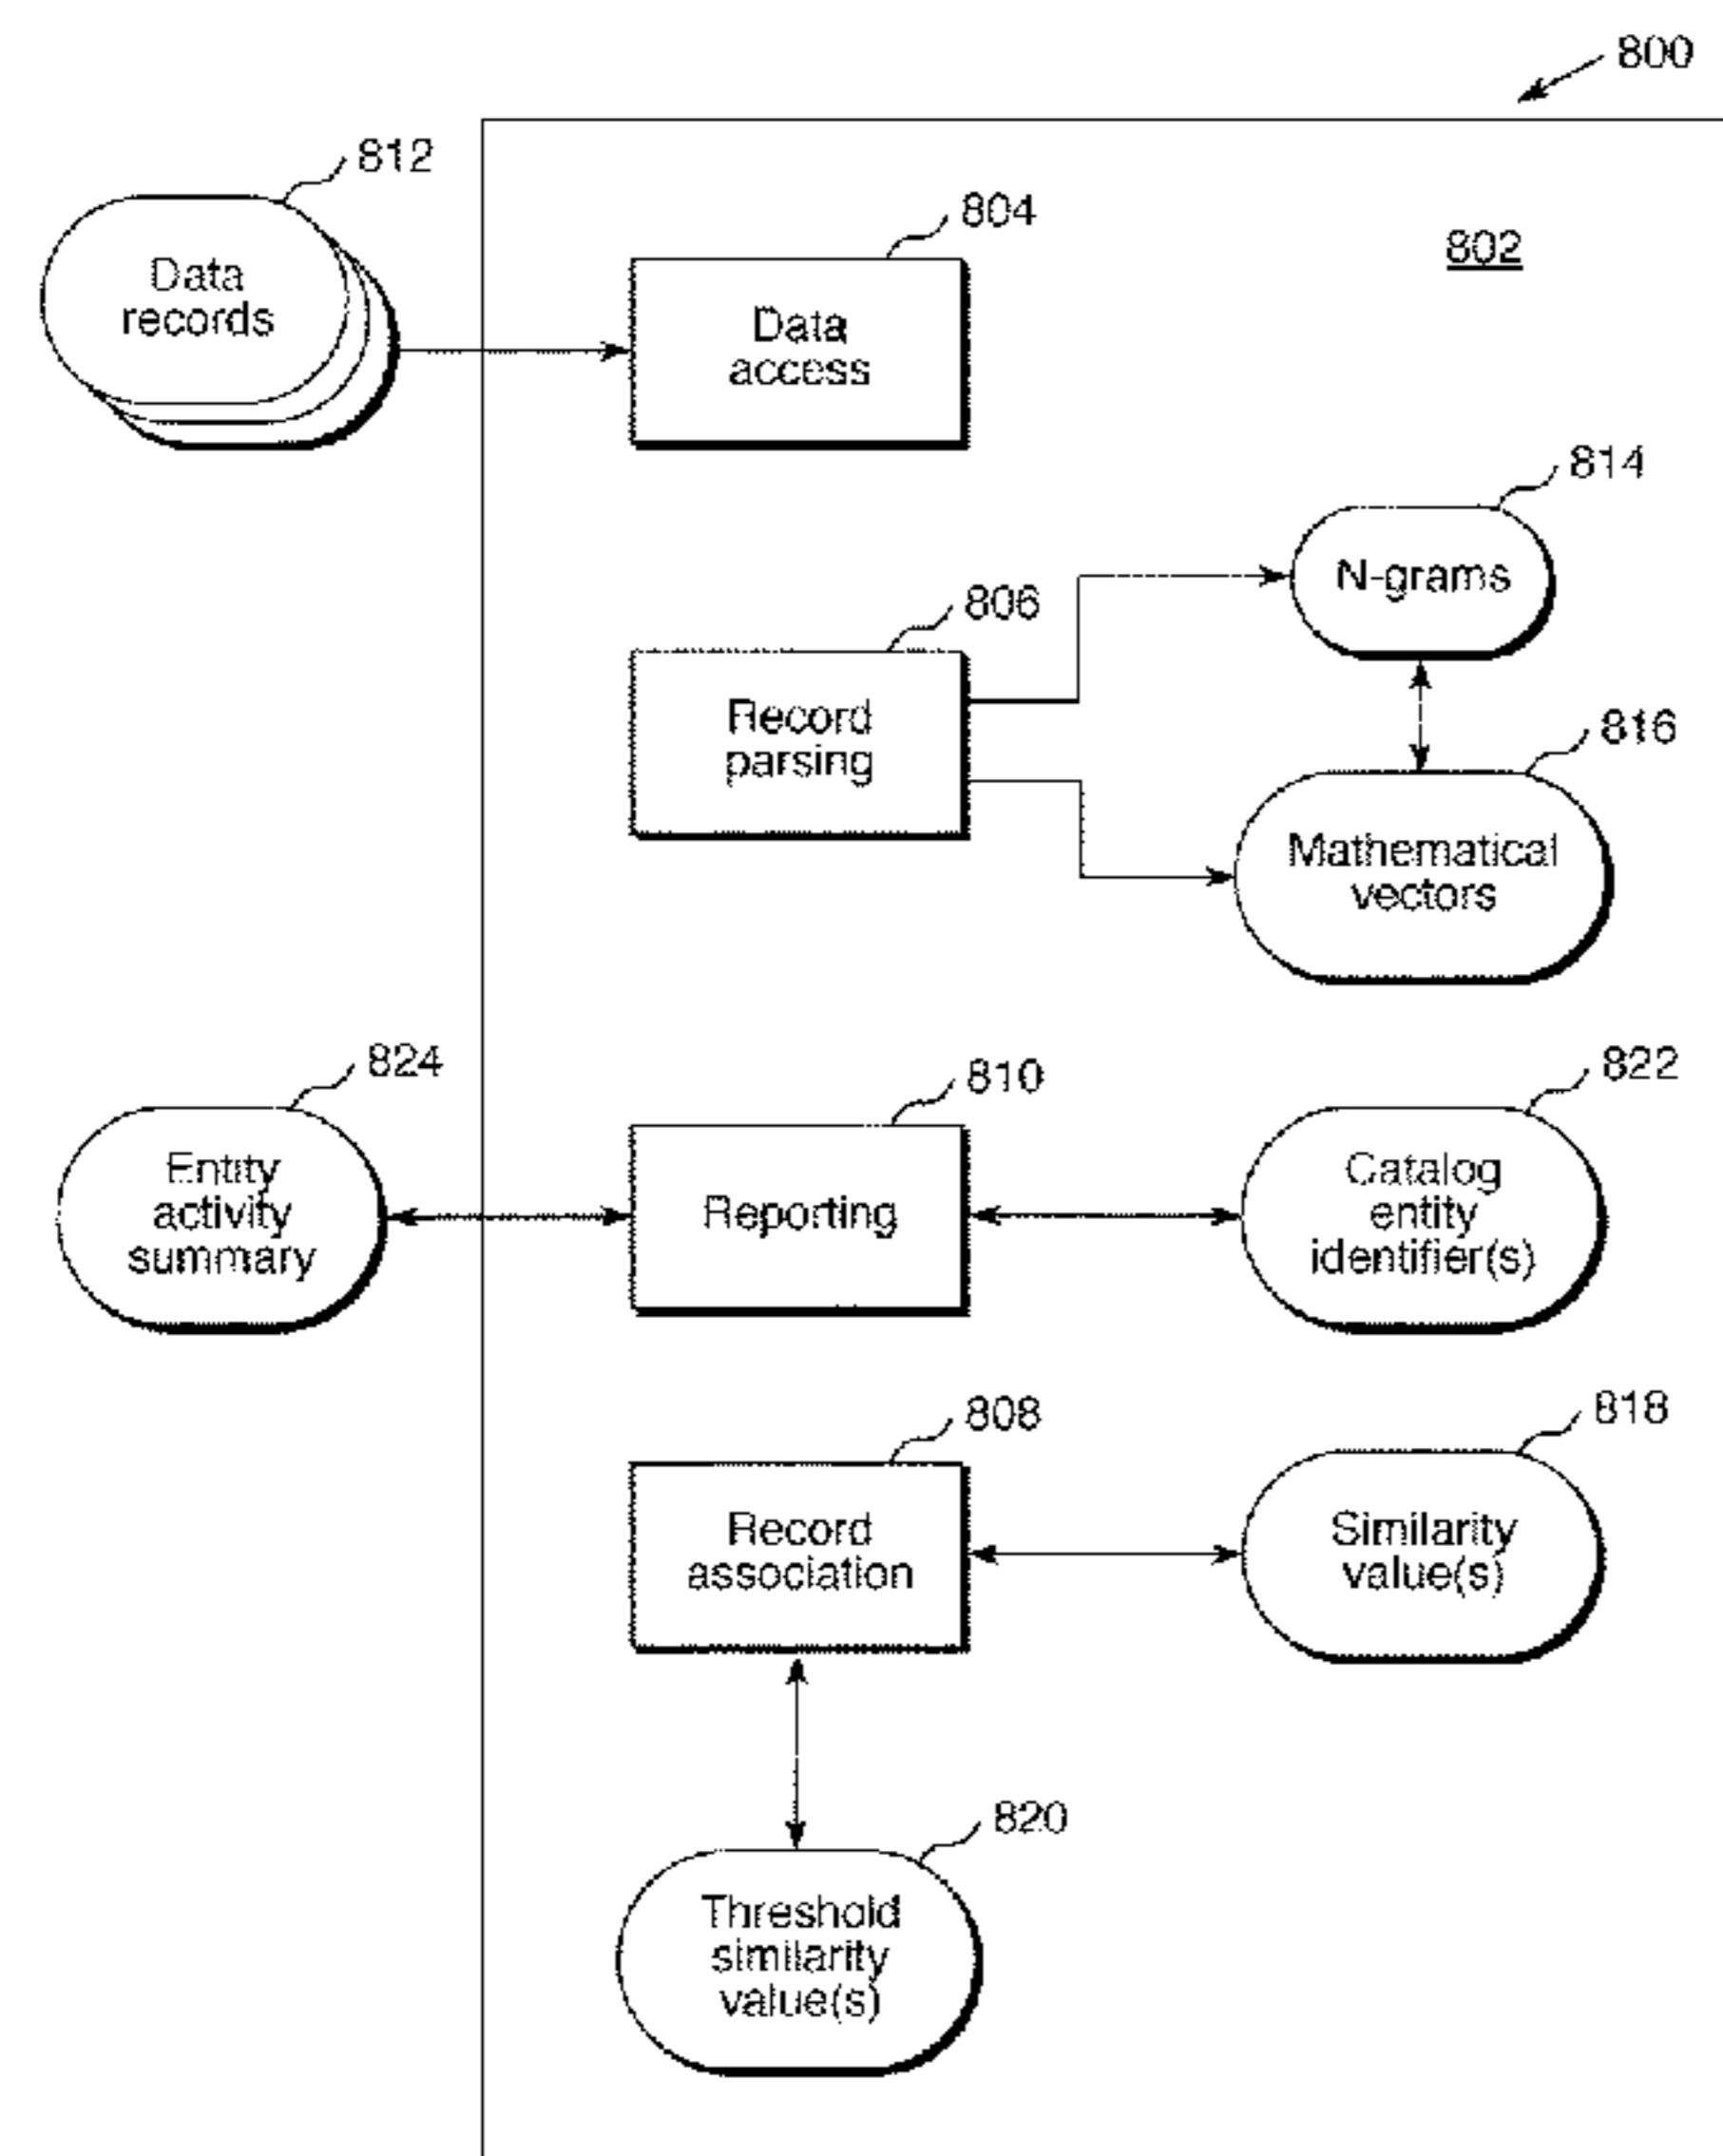 800
812
804
802
Data
records
Data
access
814
N-grams
806
Record
parsing
816
Mathematical
vectors
824
810
822
Entity
activity
summary
Reporting
Catalog
entity
identifier(s)
808
818
Record
association
Similarity
value(s)
820
Threshold
similarity
value(s)